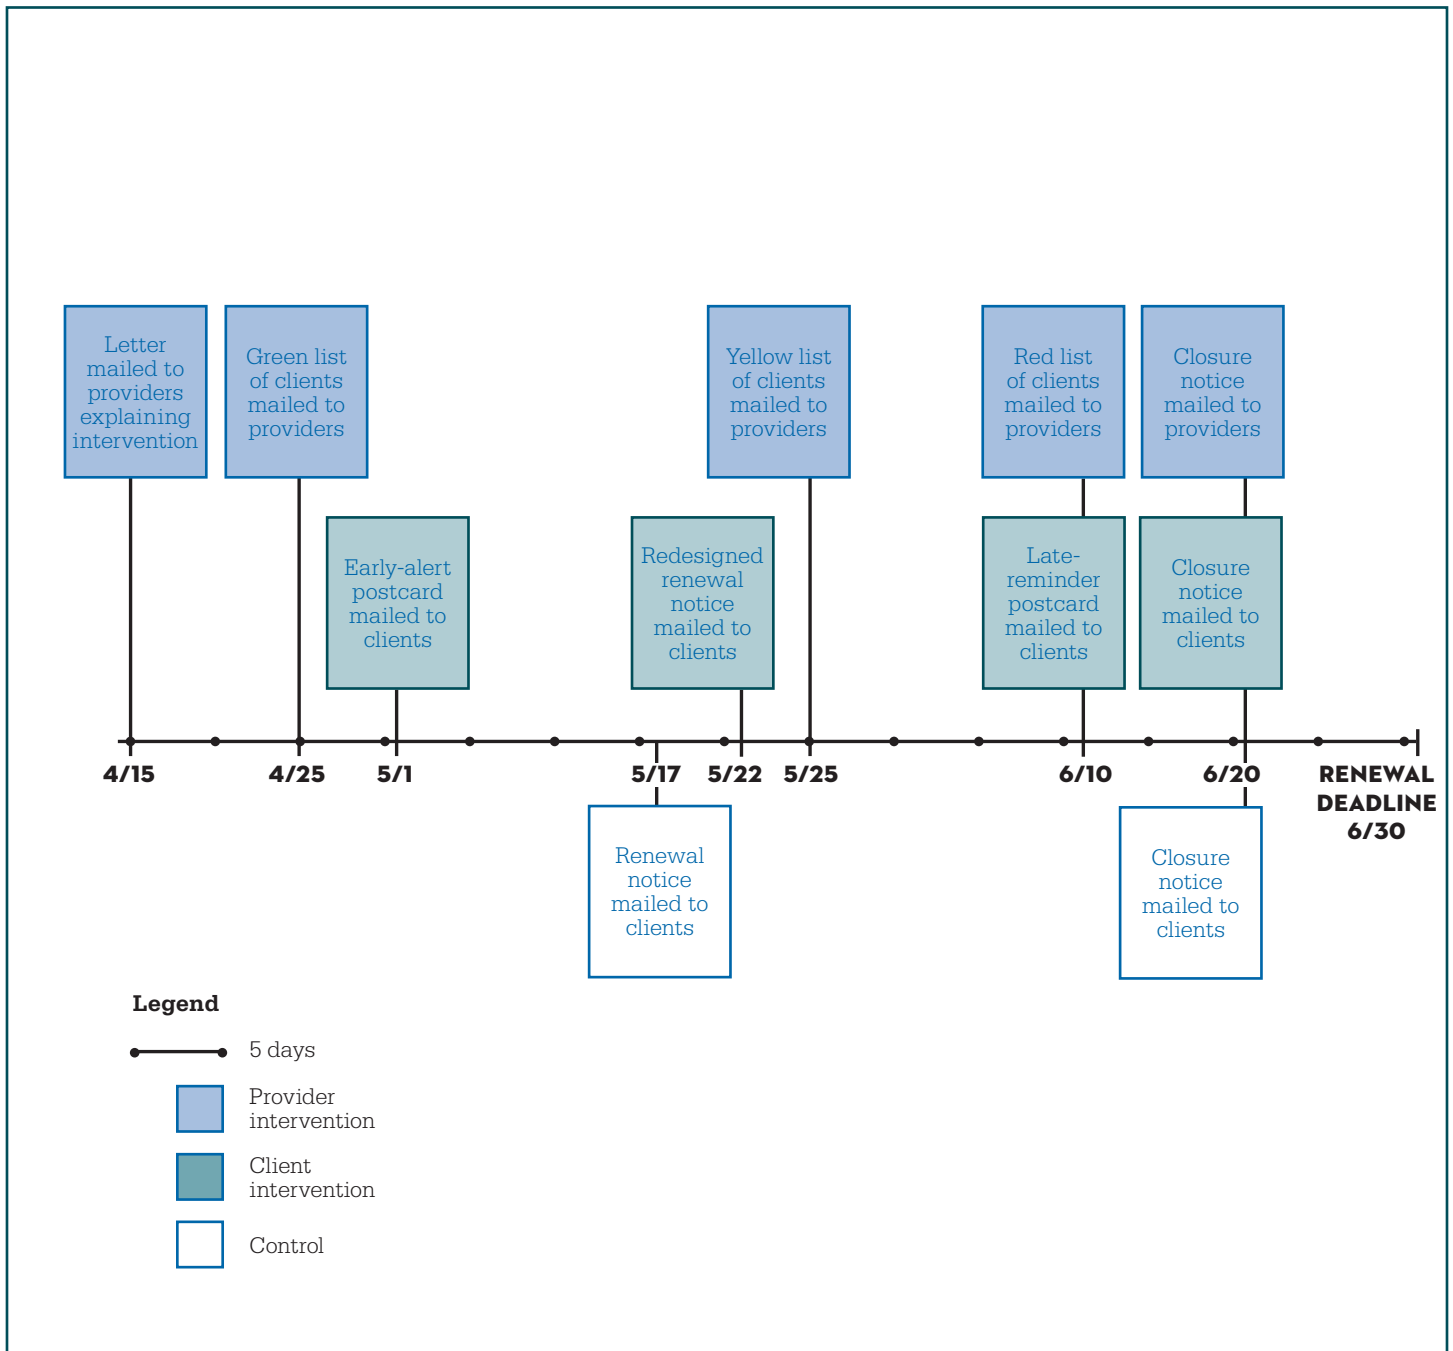 Letter
mailed to
providers
explaining
intervention
Green list
of clients
mailed to
providers
Yellow list
of clients
mailed to
providers
Red list
of clients
mailed to
providers
Closure
notice
mailed to
providers
Early-alert
postcard
mailed to
clients
Redesigned
renewal
notice
mailed to
clients
Late-
reminder
postcard
mailed to
clients
Closure
notice
mailed to
clients
4/15
4/25
5/1
5/17
5/22
5/25
6/10
6/20
RENEWAL
DEADLINE
6/30
Renewal
notice
mailed to
clients
Closure
notice
mailed to
clients
Legend
5 days
Provider
intervention
Client
intervention
Control